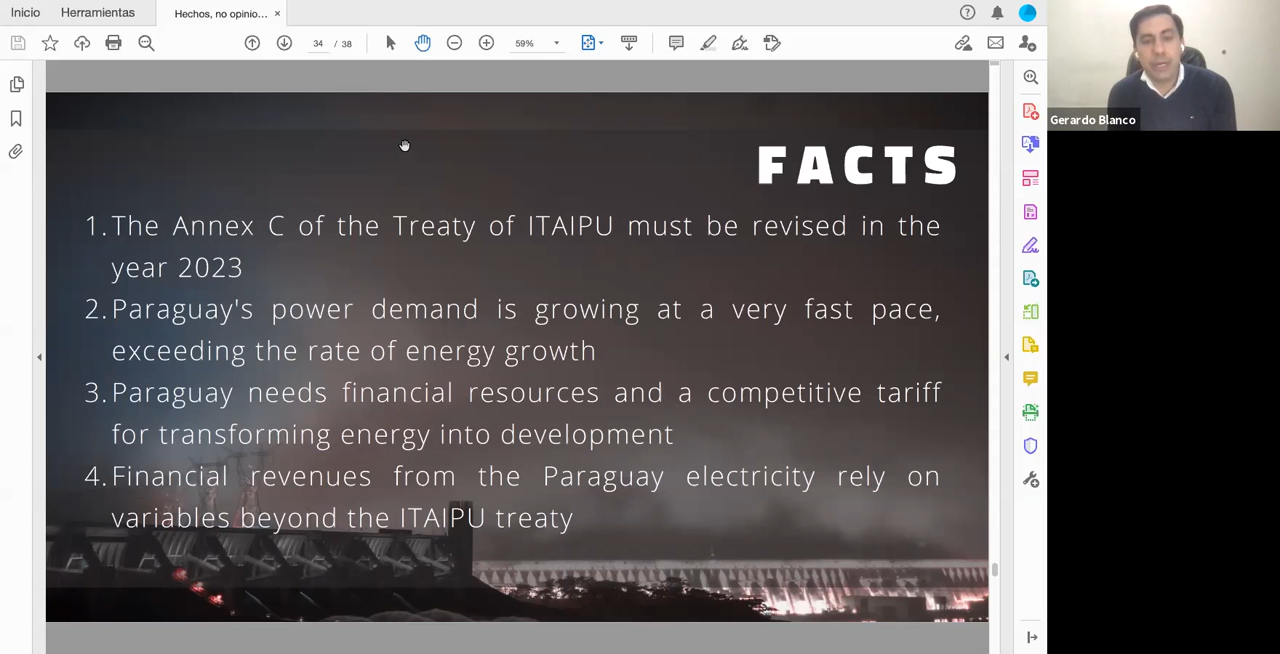 Inicio Herramientas Hechos, no opinio... ×
34 / 38 59%
Gerardo Blanco
FACTS
1. The Annex C of the Treaty of ITAIPU must be revised in the
year 2023
2. Paraguay's power demand is growing at a very fast pace,
exceeding the rate of energy growth
3. Paraguay needs financial resources and a competitive tariff
for transforming energy into development
4. Financial revenues from the Paraguay electricity rely on
variables beyond the ITAIPU treaty